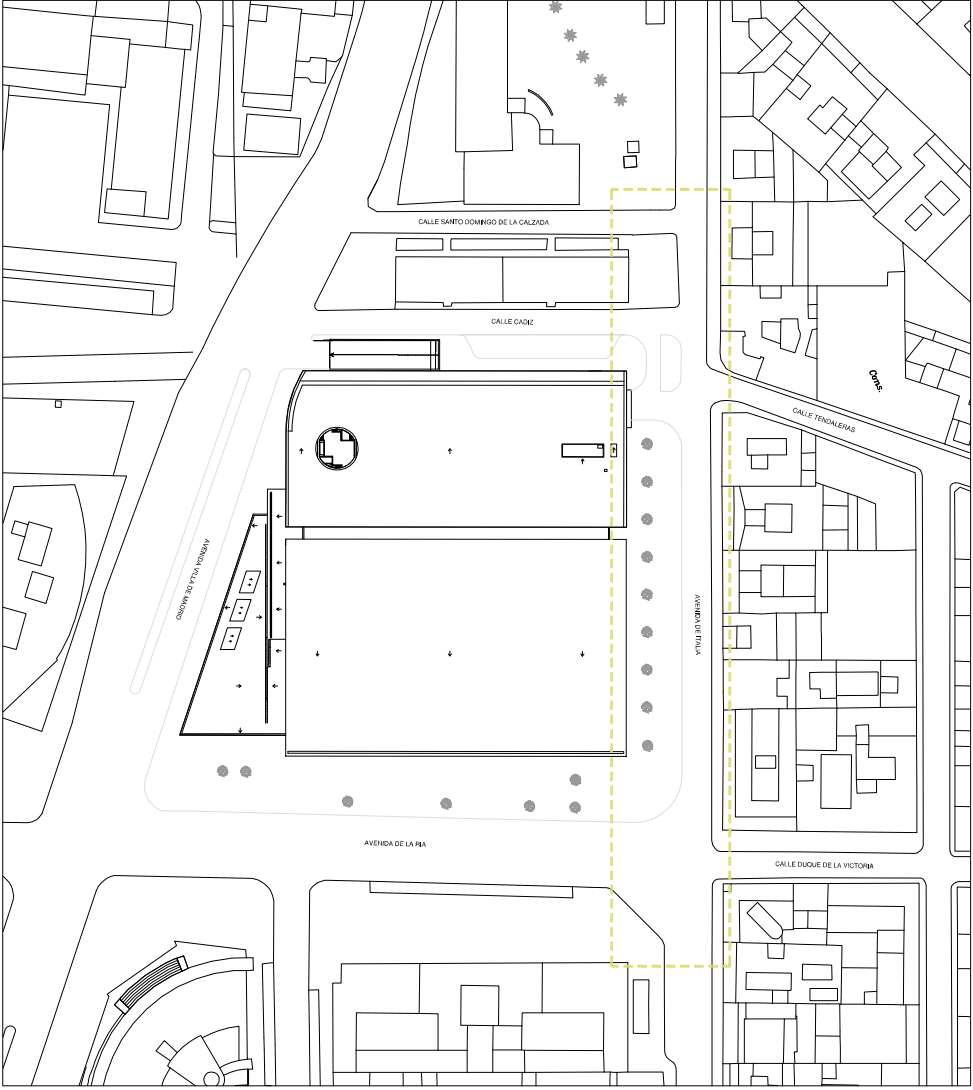 CALLE SANTO DOMINGO DE LA CALZADA
CALLE CADIZ
Cons.
CALLE TENDALERAS
AVENIDA VILLA DE MADRID
AVENIDA DE ITALIA
AVENIDA DE LA RIA
CALLE DUQUE DE LA VICTORIA